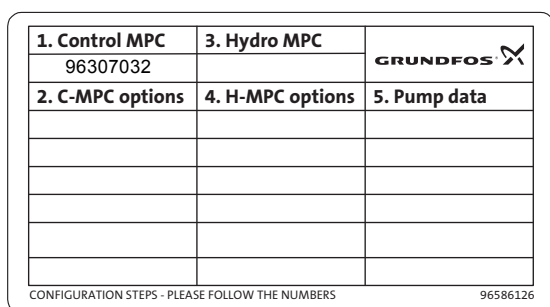 1. Control MPC 3. Hydro MPC
96307032 GRUNDFOS
2. C-MPC options 4. H-MPC options 5. Pump data
CONFIGURATION STEPS - PLEASE FOLLOW THE NUMBERS 96586126